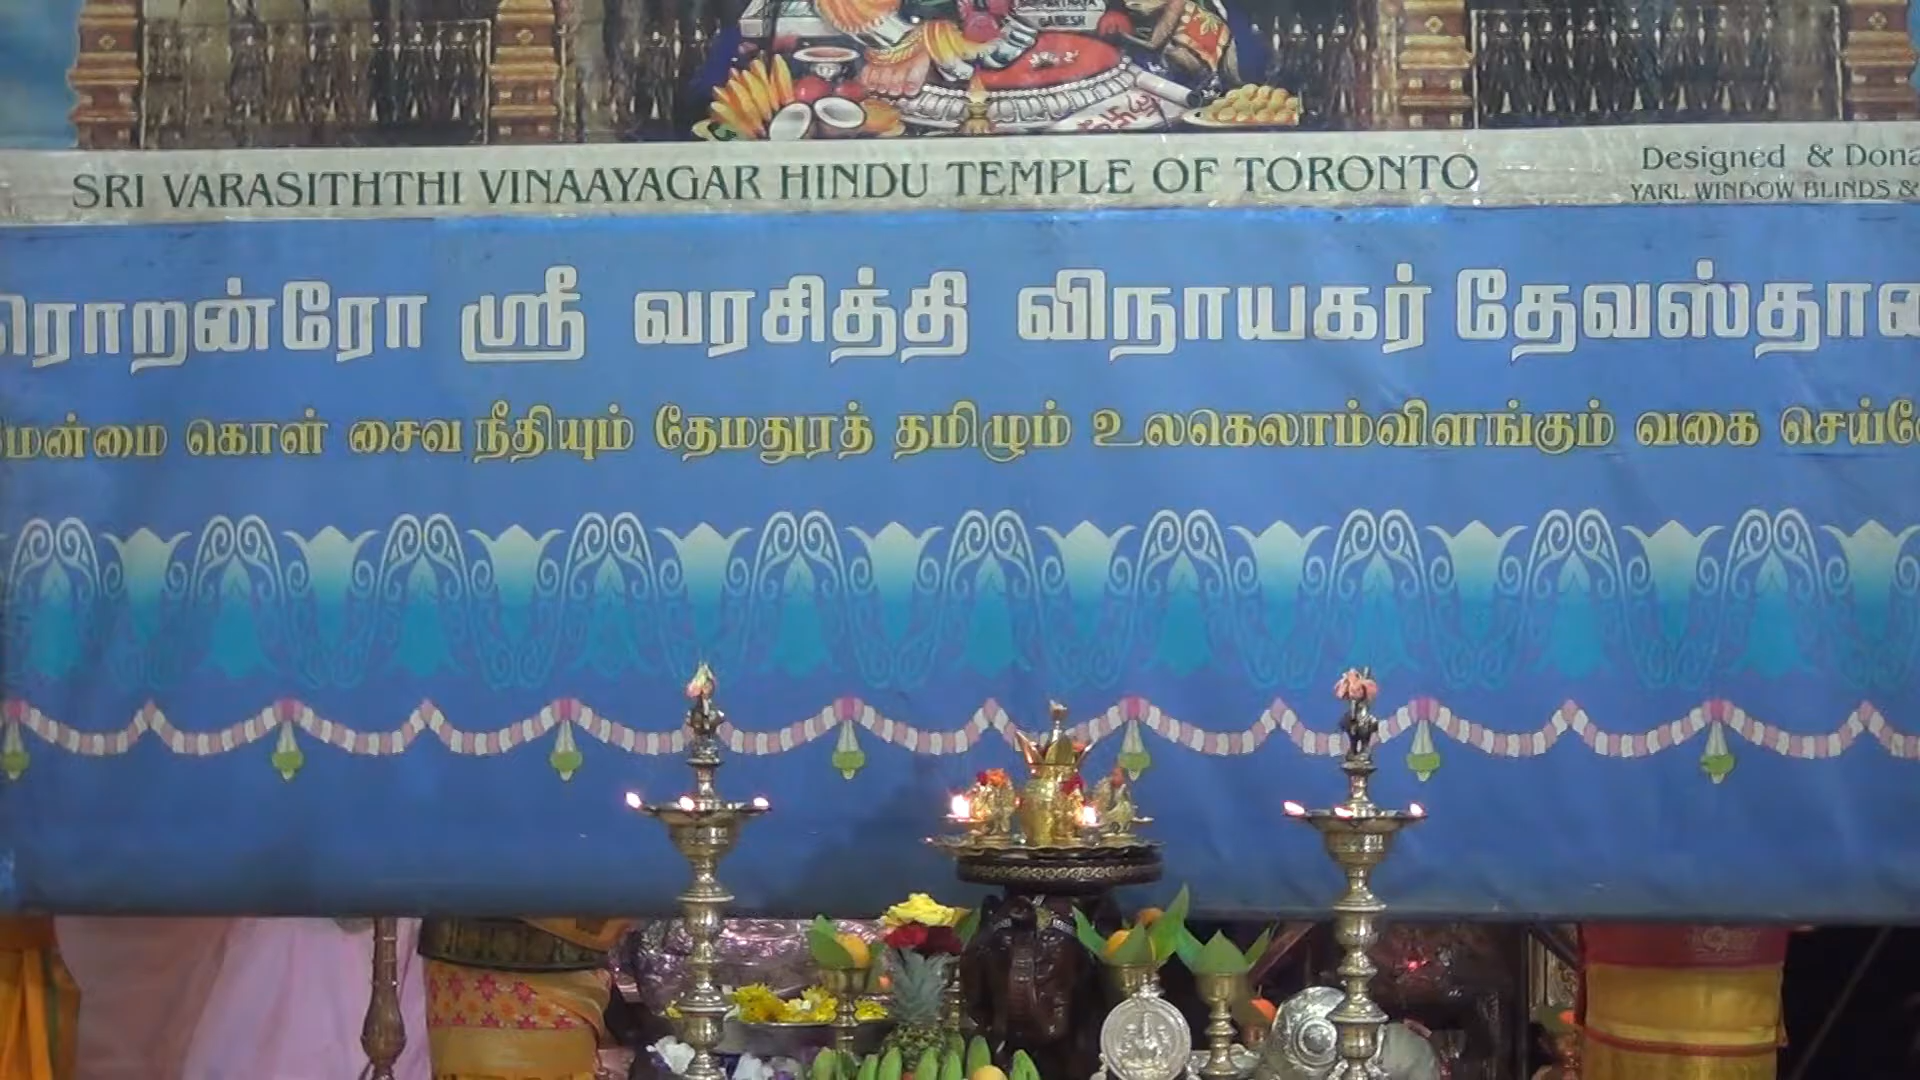 GANESH
SRI VARASITHTHI VINAAYAGAR HINDU TEMPLE OF TORONTO
Designed & Dona
YARL WINDOW BLINDS &
ரொறன்ரோ ஸ்ரீ வரசித்தி விநாயகர் தேவஸ்தான
மேன்மை கொள் சைவ நீதியும் தேமதுரத் தமிழும் உலகெலாம்விளங்கும் வகை செய்வே